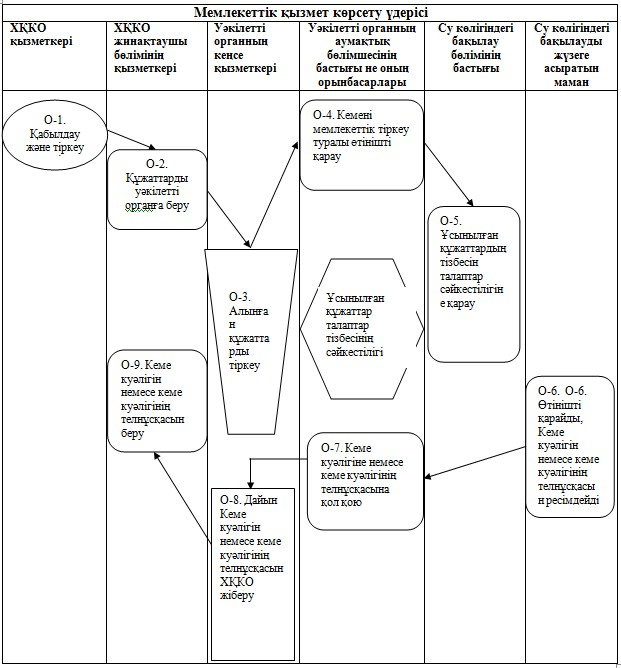 Мемлекеттік қызмет көрсету үдерісі
ХҚКО
қызметкері
ХҚКО
жинақтаушы
бөлімінің
қызметкері
Уәкілетті
органның
кеңсе
қызметкері
Уәкілетті органның
аумақтық
бөлімшесінің
бастығы не оның
орынбасарлары
Су көлігіндегі
бақылау
бөлімінің
бастығы
Су көлігіндегі
бақылауды
жүзеге
асыратын
маман
О-1.
Қабылдау
және тіркеу
О-2.
Құжаттарды
уәкілетті
органға беру
О-3.
Алынға
н
құжатта
рды
тіркеу
О-4. Кемені
мемлекеттік тіркеу
туралы өтінішті
қарау
Ұсынылған
құжаттар
талаптар
тізбесінің
сәйкестілігі
О-5.
Ұсынылған
құжаттардың
тізбесін
талаптар
сәйкестілігін
е қарау
О-6. О-6.
Өтінішті
қарайды,
Кеме
куәлігін
немесе кеме
куәлігінің
телнұсқасы
н ресімдейді
О-7. Кеме
куәлігіне немесе
кеме куәлігінің
телнұсқасына
қол қою
О-8. Дайын
Кеме
куәлігін
немесе кеме
куәлігінің
телнұсқасын
ХҚКО
жіберу
О-9. Кеме
куәлігін
немесе кеме
куәлігінің
телнұсқасын
беру